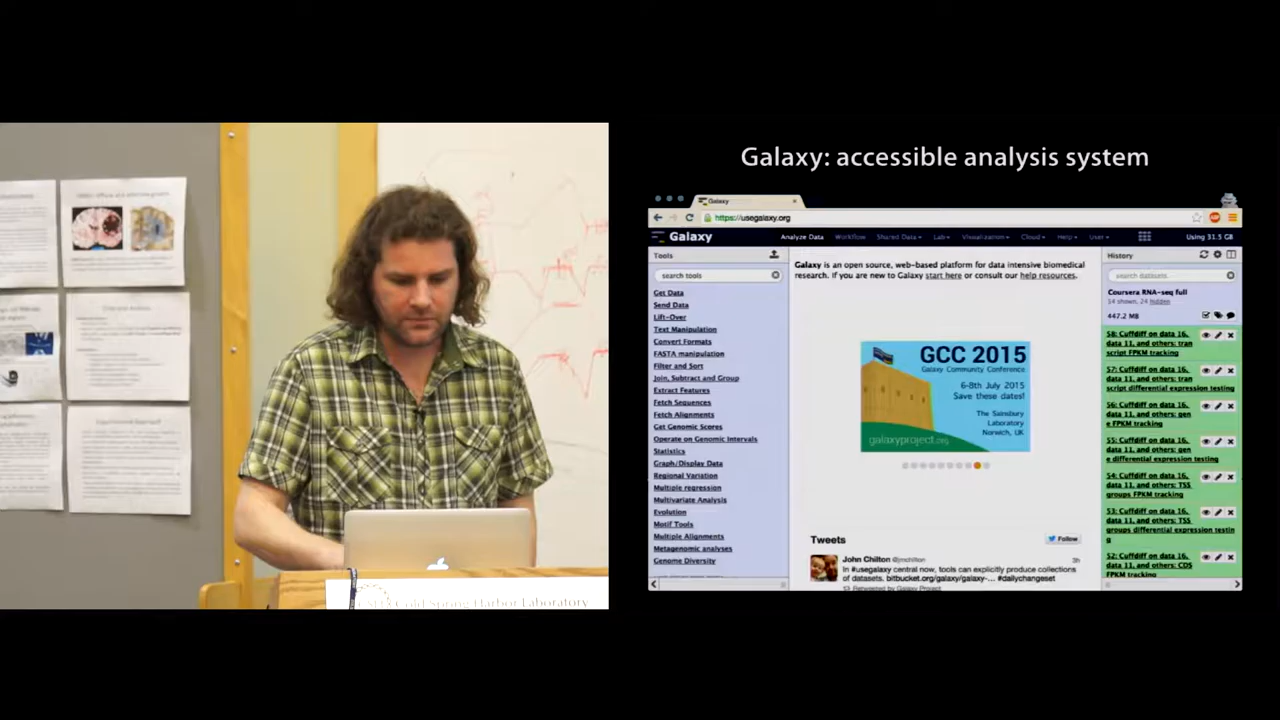 Galaxy: accessible analysis system
Galaxy
https://usegalaxy.org
Galaxy
Analyze Data
Workflow
Shared Data
Lab
Visualization
Cloud
Help
User
Using 31.5 GB
Tools
search tools
Get Data
Send Data
Lift-Over
Text Manipulation
Convert Formats
FASTA manipulation
Filter and Sort
Join, Subtract and Group
Extract Features
Fetch Sequences
Fetch Alignments
Get Genomic Scores
Operate on Genomic Intervals
Statistics
Graph/Display Data
Regional Variation
Multiple regression
Multivariate Analysis
Evolution
Motif Tools
Multiple Alignments
Metagenomic analyses
Genome Diversity
Galaxy is an open source, web-based platform for data intensive biomedical
research. If you are new to Galaxy start here or consult our help resources.
GCC 2015
Galaxy Community Conference
6-8th July 2015
Save these dates!
The Sainsbury
Laboratory
Norwich, UK
galaxyproject.org
Tweets
Follow
John Chilton @jmchilton
3h
In #usegalaxy central now, tools can explicitly produce collections
of datasets. bitbucket.org/galaxy/galaxy-... #dailychangeset
Retweeted by Galaxy Project
History
search datasets
Coursera RNA-seq full
14 shown, 24 hidden
447.2 MB
58: Cuffdiff on data 16,
data 11, and others: tran
script FPKM tracking
57: Cuffdiff on data 16,
data 11, and others: tran
script differential expression testing
56: Cuffdiff on data 16,
data 11, and others: gen
e FPKM tracking
55: Cuffdiff on data 16,
data 11, and others: gen
e differential expression testing
54: Cuffdiff on data 16,
data 11, and others: TSS
groups FPKM tracking
53: Cuffdiff on data 16,
data 11, and others: TSS
groups differential expression testin
g
52: Cuffdiff on data 16,
data 11, and others: CDS
FPKM tracking
Cold Spring Harbor Laboratory